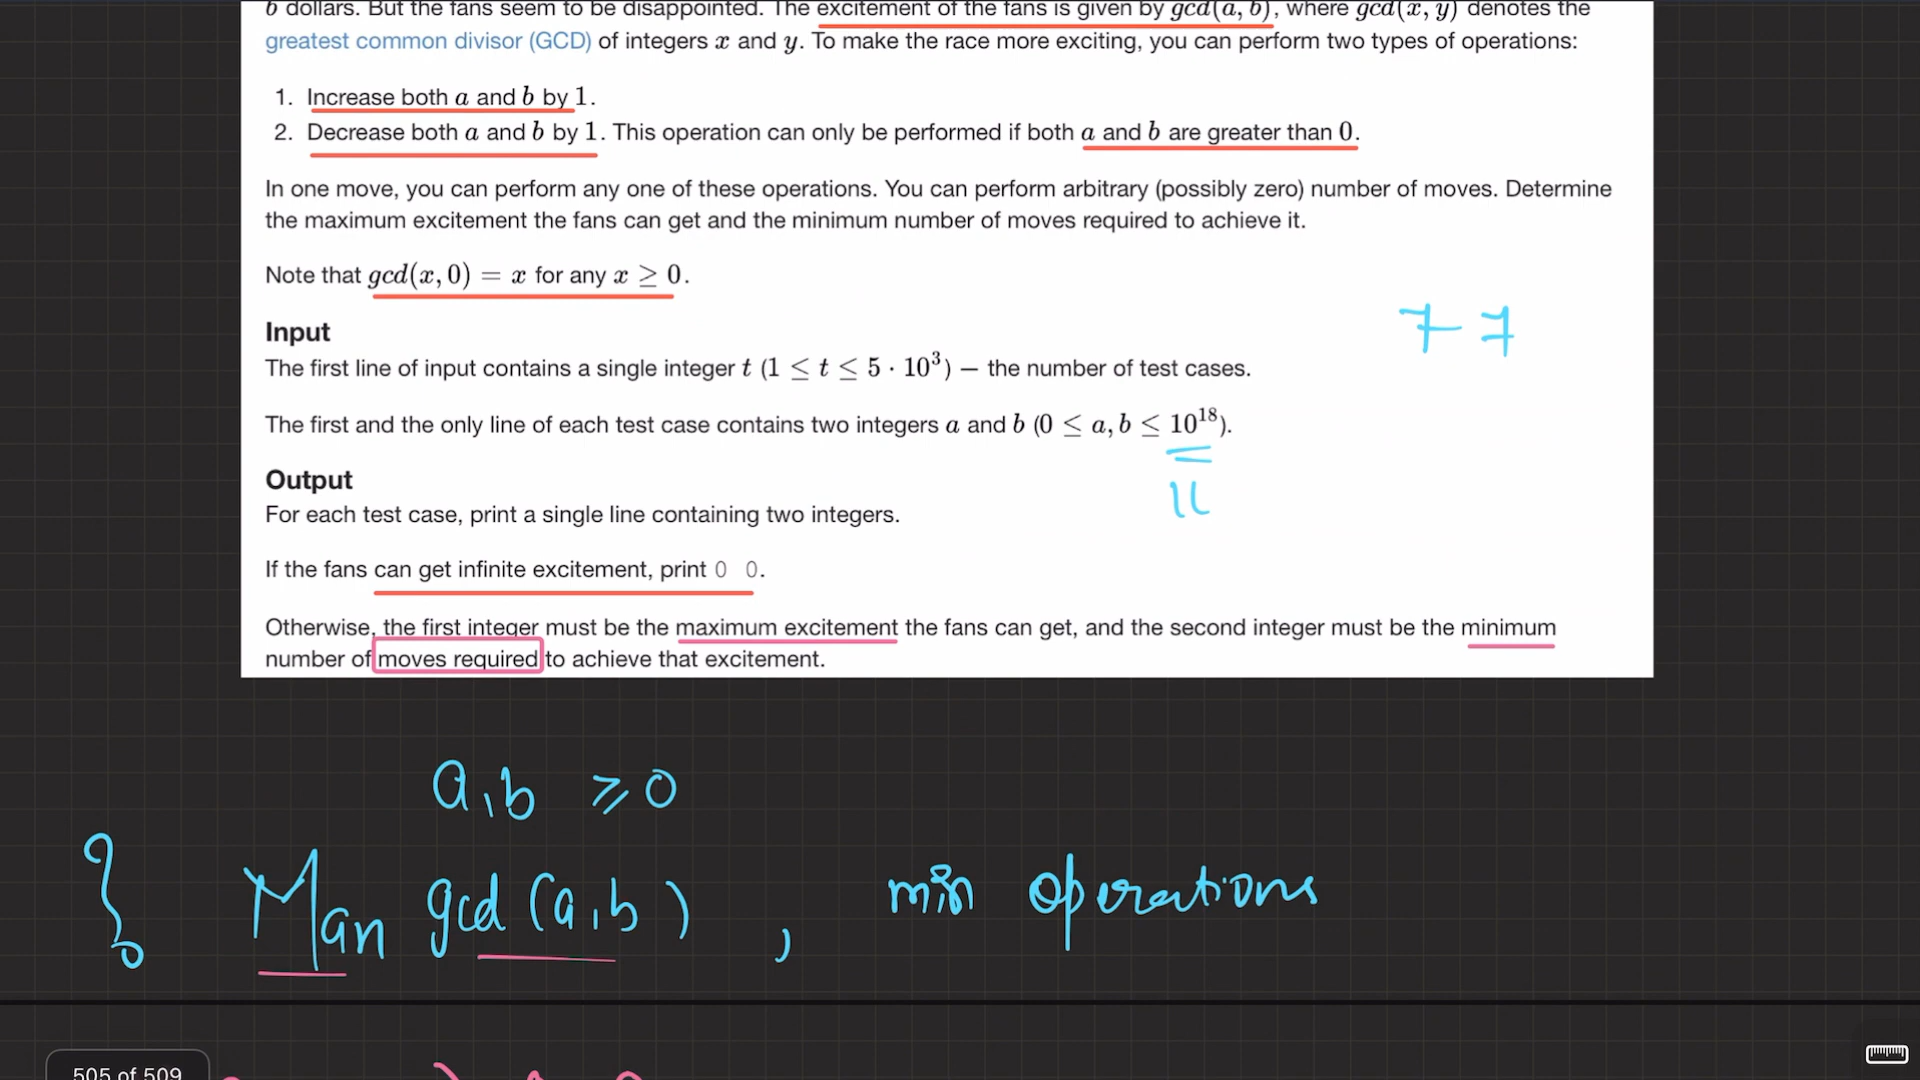 b dollars. But the fans seem to be disappointed. The excitement of the fans is given by gcd(a, b), where gcd(x, y) denotes the
greatest common divisor (GCD) of integers x and y. To make the race more exciting, you can perform two types of operations:
1. Increase both a and b by 1.
2. Decrease both a and b by 1. This operation can only be performed if both a and b are greater than 0.
In one move, you can perform any one of these operations. You can perform arbitrary (possibly zero) number of moves. Determine
the maximum excitement the fans can get and the minimum number of moves required to achieve it.
Note that gcd(x, 0) = x for any x ≥ 0.
7 7
Input
The first line of input contains a single integer t (1 ≤ t ≤ 5 · 10³) — the number of test cases.
The first and the only line of each test case contains two integers a and b (0 ≤ a, b ≤ 10¹⁸).
ll
Output
For each test case, print a single line containing two integers.
If the fans can get infinite excitement, print 0 0.
Otherwise, the first integer must be the maximum excitement the fans can get, and the second integer must be the minimum
number of moves required to achieve that excitement.
a,b ≥ 0
Max gcd(a,b) , min operations
505 of 509